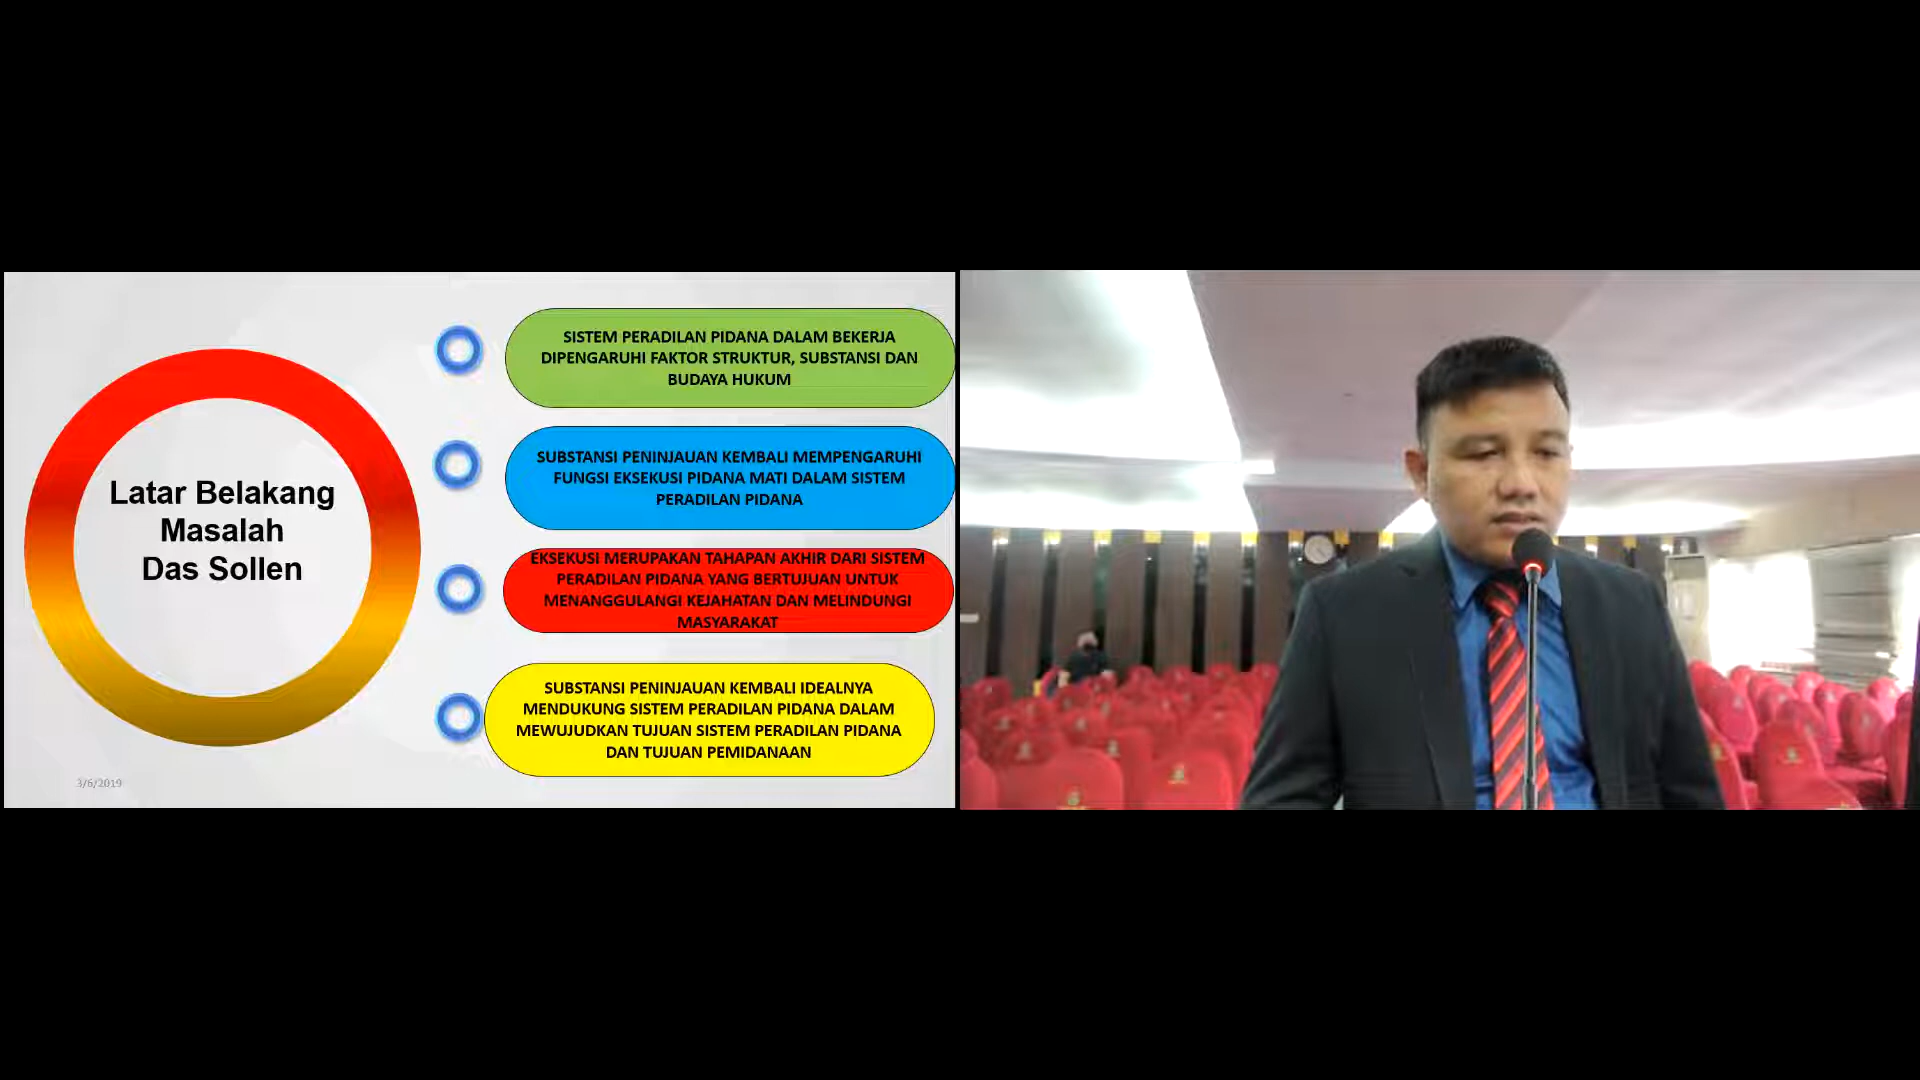 Latar Belakang
Masalah
Das Sollen
SISTEM PERADILAN PIDANA DALAM BEKERJA
DIPENGARUHI FAKTOR STRUKTUR, SUBSTANSI DAN
BUDAYA HUKUM
SUBSTANSI PENINJAUAN KEMBALI MEMPENGARUHI
FUNGSI EKSEKUSI PIDANA MATI DALAM SISTEM
PERADILAN PIDANA
EKSEKUSI MERUPAKAN TAHAPAN AKHIR DARI SISTEM
PERADILAN PIDANA YANG BERTUJUAN UNTUK
MENANGGULANGI KEJAHATAN DAN MELINDUNGI
MASYARAKAT
SUBSTANSI PENINJAUAN KEMBALI IDEALNYA
MENDUKUNG SISTEM PERADILAN PIDANA DALAM
MEWUJUDKAN TUJUAN SISTEM PERADILAN PIDANA
DAN TUJUAN PEMIDANAAN
3/6/2019